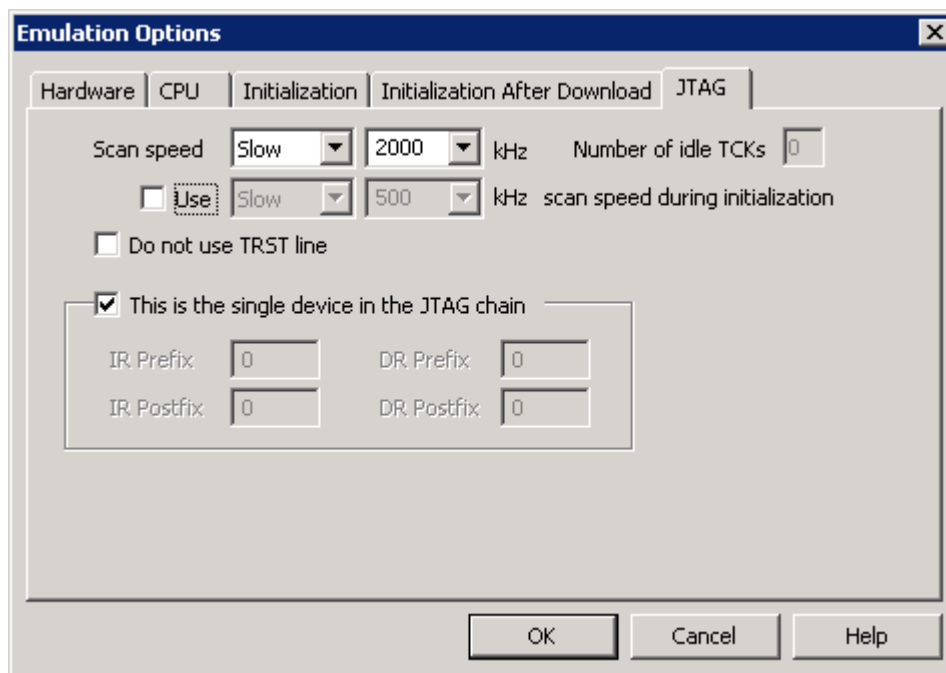 Emulation Options
Hardware CPU Initialization Initialization After Download JTAG
Scan speed Slow 2000 kHz Number of idle TCKs 0
Use Slow 500 kHz scan speed during initialization
Do not use TRST line
This is the single device in the JTAG chain
IR Prefix 0 DR Prefix 0
IR Postfix 0 DR Postfix 0
OK Cancel Help